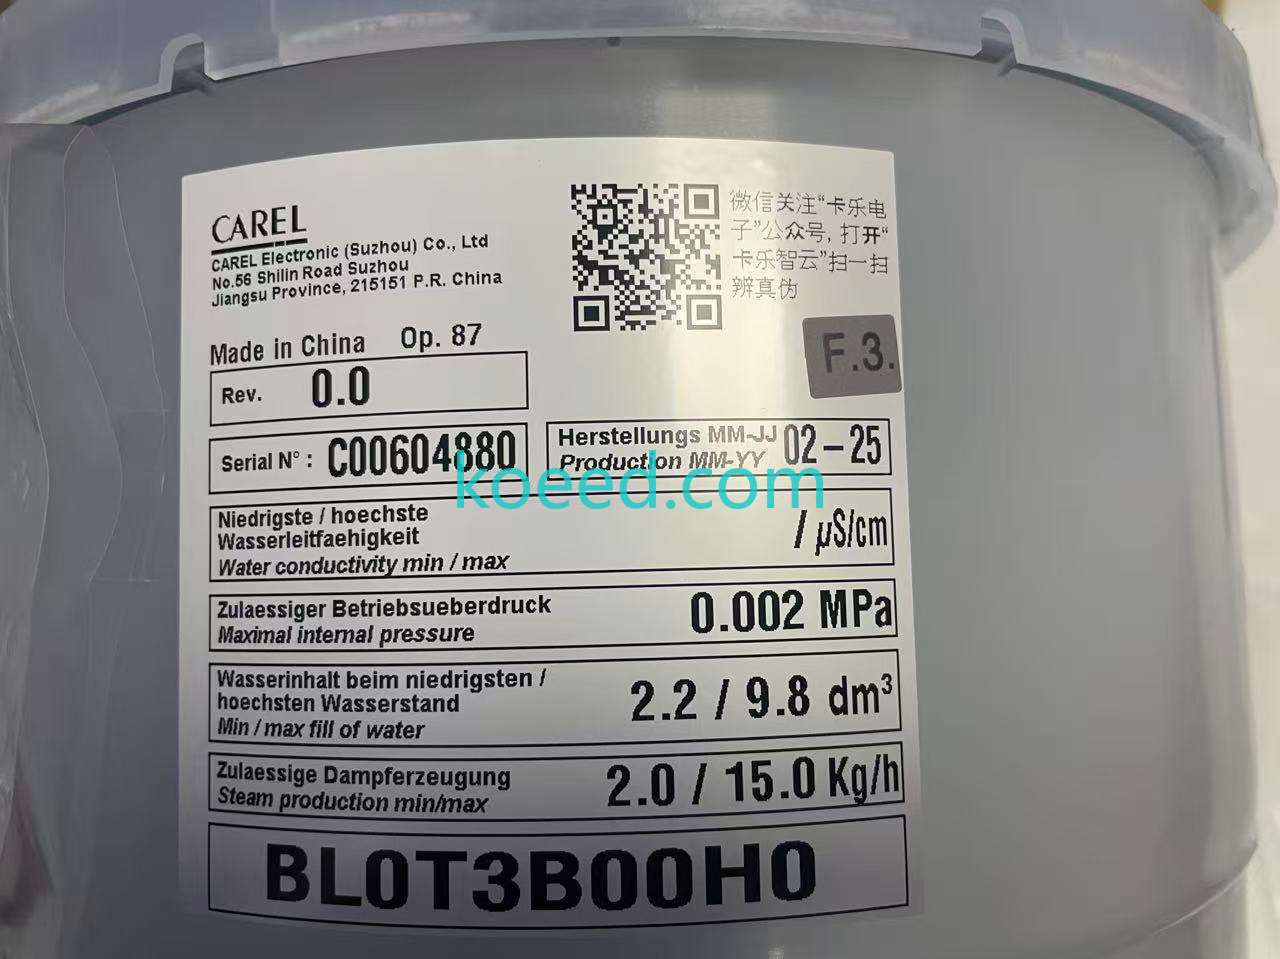 CAREL
CAREL Electronic (Suzhou) Co., Ltd
No.56 Shilin Road Suzhou
Jiangsu Province, 215151 P.R. China
微信关注“卡乐电
子”公众号，打开“
卡乐智云”扫一扫
辨真伪
Made in China Op. 87
F.3.
Rev. 0.0
Serial N° : C00604880
Herstellungs MM-JJ
Production MM-YY
02-25
koeed.com
Niedrigste / hoechste
Wasserleitfaehigkeit
Water conductivity min / max
/ µS/cm
Zulaessiger Betriebsueberdruck
Maximal internal pressure
0.002 MPa
Wasserinhalt beim niedrigsten /
hoechsten Wasserstand
Min / max fill of water
2.2 / 9.8 dm³
Zulaessige Dampferzeugung
Steam production min/max
2.0 / 15.0 Kg/h
BL0T3B00H0